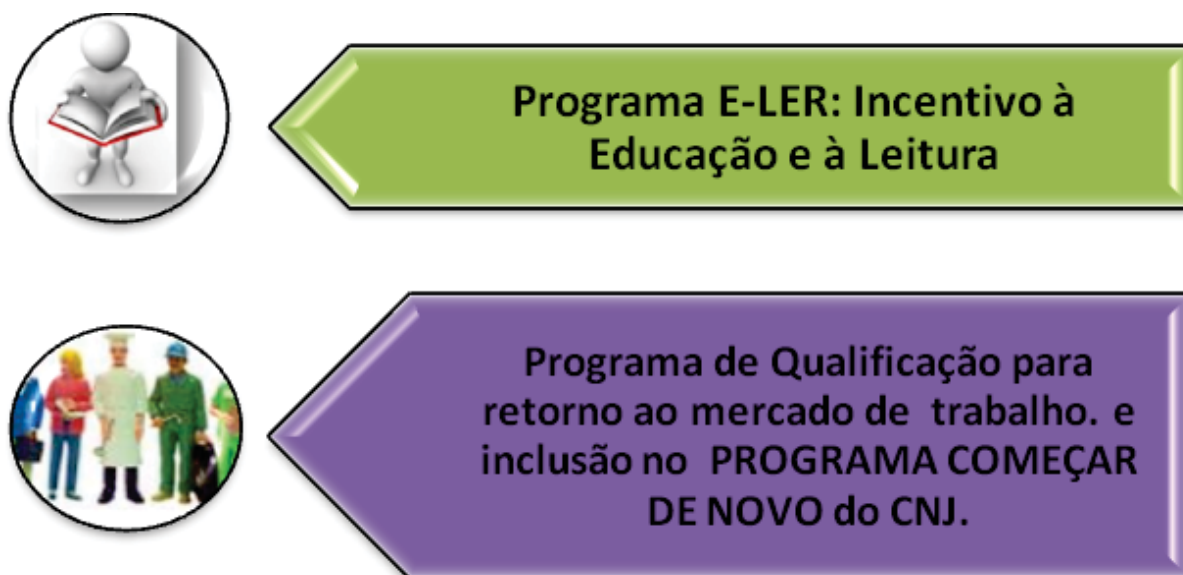 Programa E-LER: Incentivo à
Educação e à Leitura
Programa de Qualificação para
retorno ao mercado de trabalho. e
inclusão no PROGRAMA COMEÇAR
DE NOVO do CNJ.